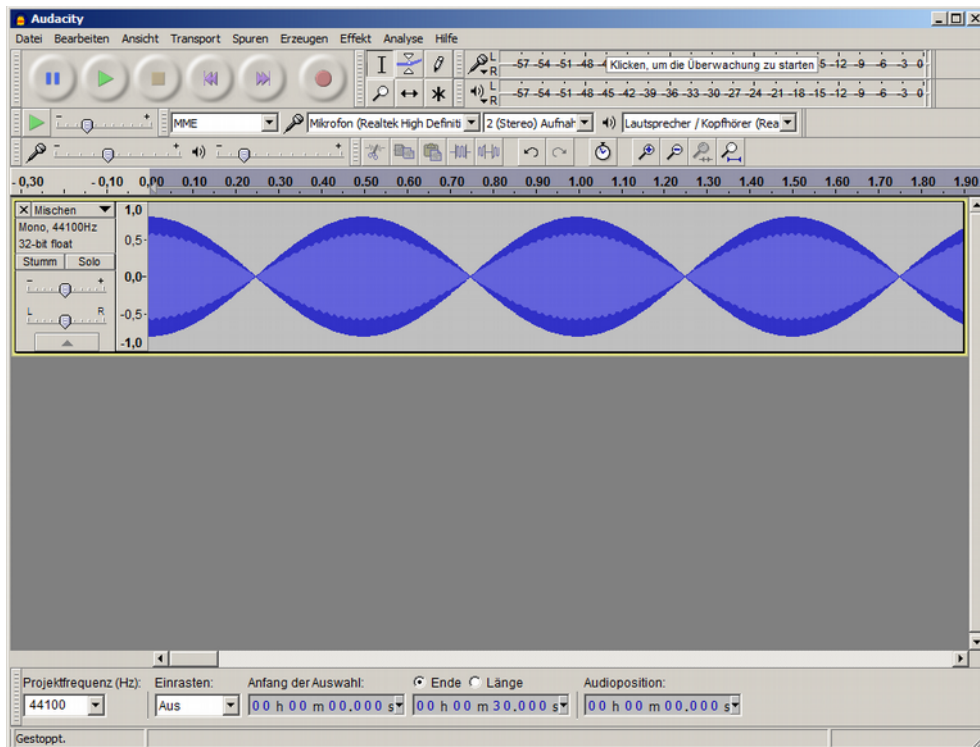 Audacity
Datei Bearbeiten Ansicht Transport Spuren Erzeugen Effekt Analyse Hilfe
L
R
-57 -54 -51 -48 -4 Klicken, um die Überwachung zu starten 5 -12 -9 -6 -3 0
L
R
-57 -54 -51 -48 -45 -42 -39 -36 -33 -30 -27 -24 -21 -18 -15 -12 -9 -6 -3 0
- + MME Mikrofon (Realtek High Definiti 2 (Stereo) Aufnah Lautsprecher / Kopfhörer (Rea
- + - +
- 0,30 - 0,10 0,00 0.10 0.20 0.30 0.40 0.50 0.60 0.70 0.80 0.90 1.00 1.10 1.20 1.30 1.40 1.50 1.60 1.70 1.80 1.90
X Mischen
Mono, 44100Hz
32-bit float
Stumm Solo
- +
L R
1,0
0,5-
0,0-
-0,5-
-1,0
Projektfrequenz (Hz): Einrasten: Anfang der Auswahl: Ende Länge Audioposition:
44100 Aus 00 h 00 m 00.000 s 00 h 00 m 30.000 s 00 h 00 m 00.000 s
Gestoppt.